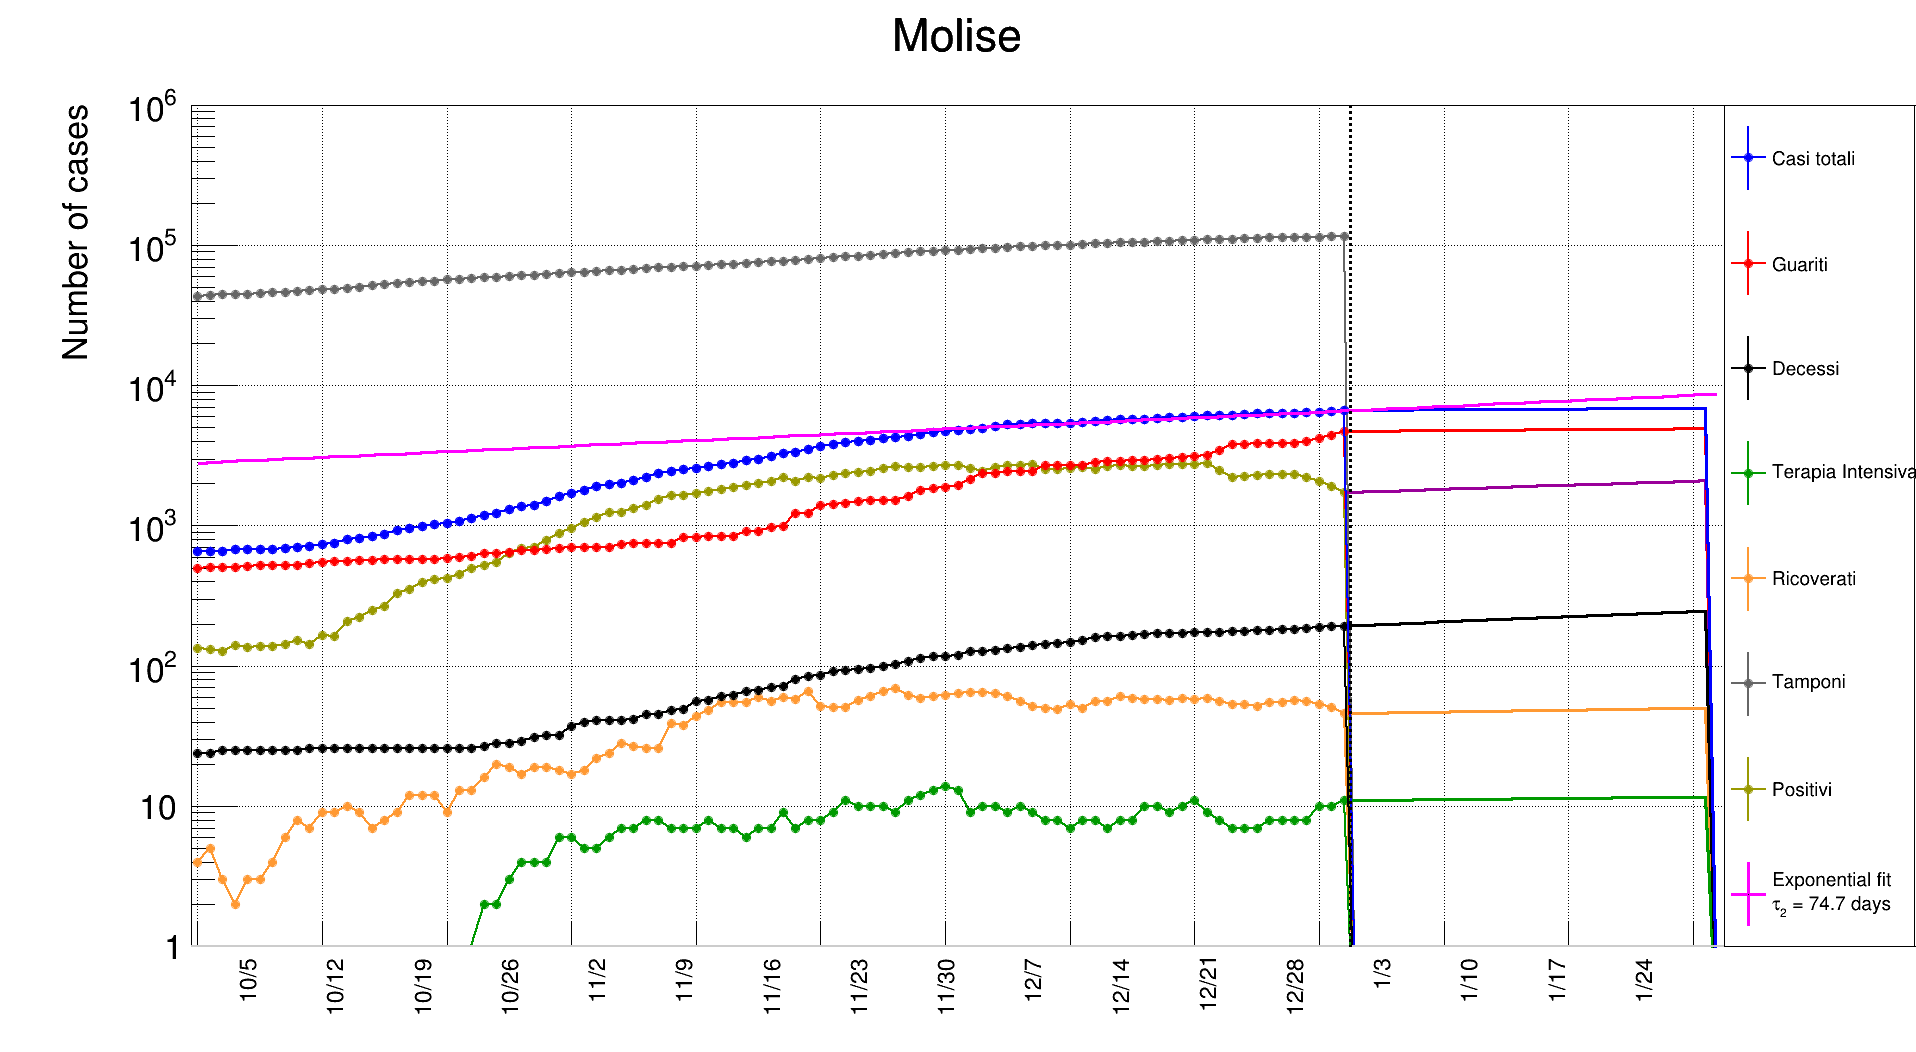 Molise
Number of cases
10^6
10^5
10^4
10^3
10^2
10
1
10/5
10/12
10/19
10/26
11/2
11/9
11/16
11/23
11/30
12/7
12/14
12/21
12/28
1/3
1/10
1/17
1/24
Casi totali
Guariti
Decessi
Terapia Intensiva
Ricoverati
Tamponi
Positivi
Exponential fit
τ₂ = 74.7 days